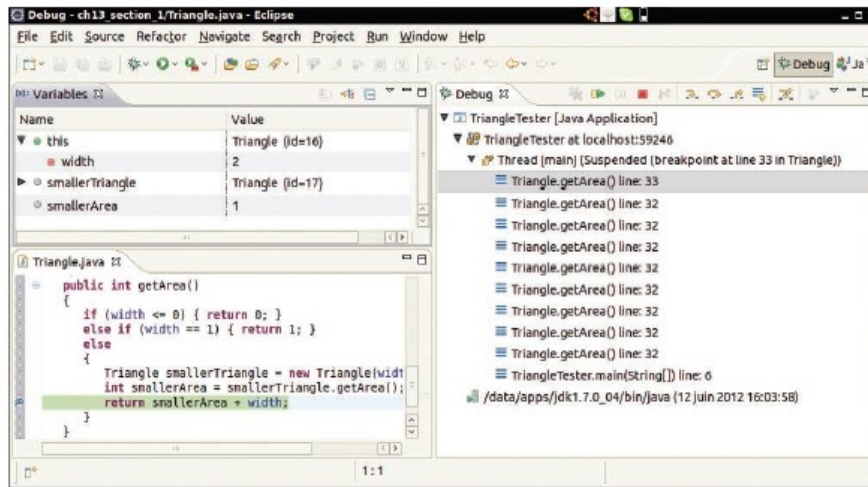 Debug - ch13_section_1/Triangle.java - Eclipse
File Edit Source Refactor Navigate Search Project Run Window Help
Debug Ja
Variables
Name Value
this Triangle (id=16)
width 2
smallerTriangle Triangle (id=17)
smallerArea 1
Triangle.java
public int getArea()
{
if (width <= 0) { return 0; }
else if (width == 1) { return 1; }
else
{
Triangle smallerTriangle = new Triangle(widt
int smallerArea = smallerTriangle.getArea();
return smallerArea + width;
}
}
1:1
Debug
TriangleTester [Java Application]
TriangleTester at localhost:59246
Thread [main] (Suspended (breakpoint at line 33 in Triangle))
Triangle.getArea() line: 33
Triangle.getArea() line: 32
Triangle.getArea() line: 32
Triangle.getArea() line: 32
Triangle.getArea() line: 32
Triangle.getArea() line: 32
Triangle.getArea() line: 32
Triangle.getArea() line: 32
Triangle.getArea() line: 32
TriangleTester.main(String[]) line: 6
/data/apps/jdk1.7.0_04/bin/java (12 juin 2012 16:03:58)